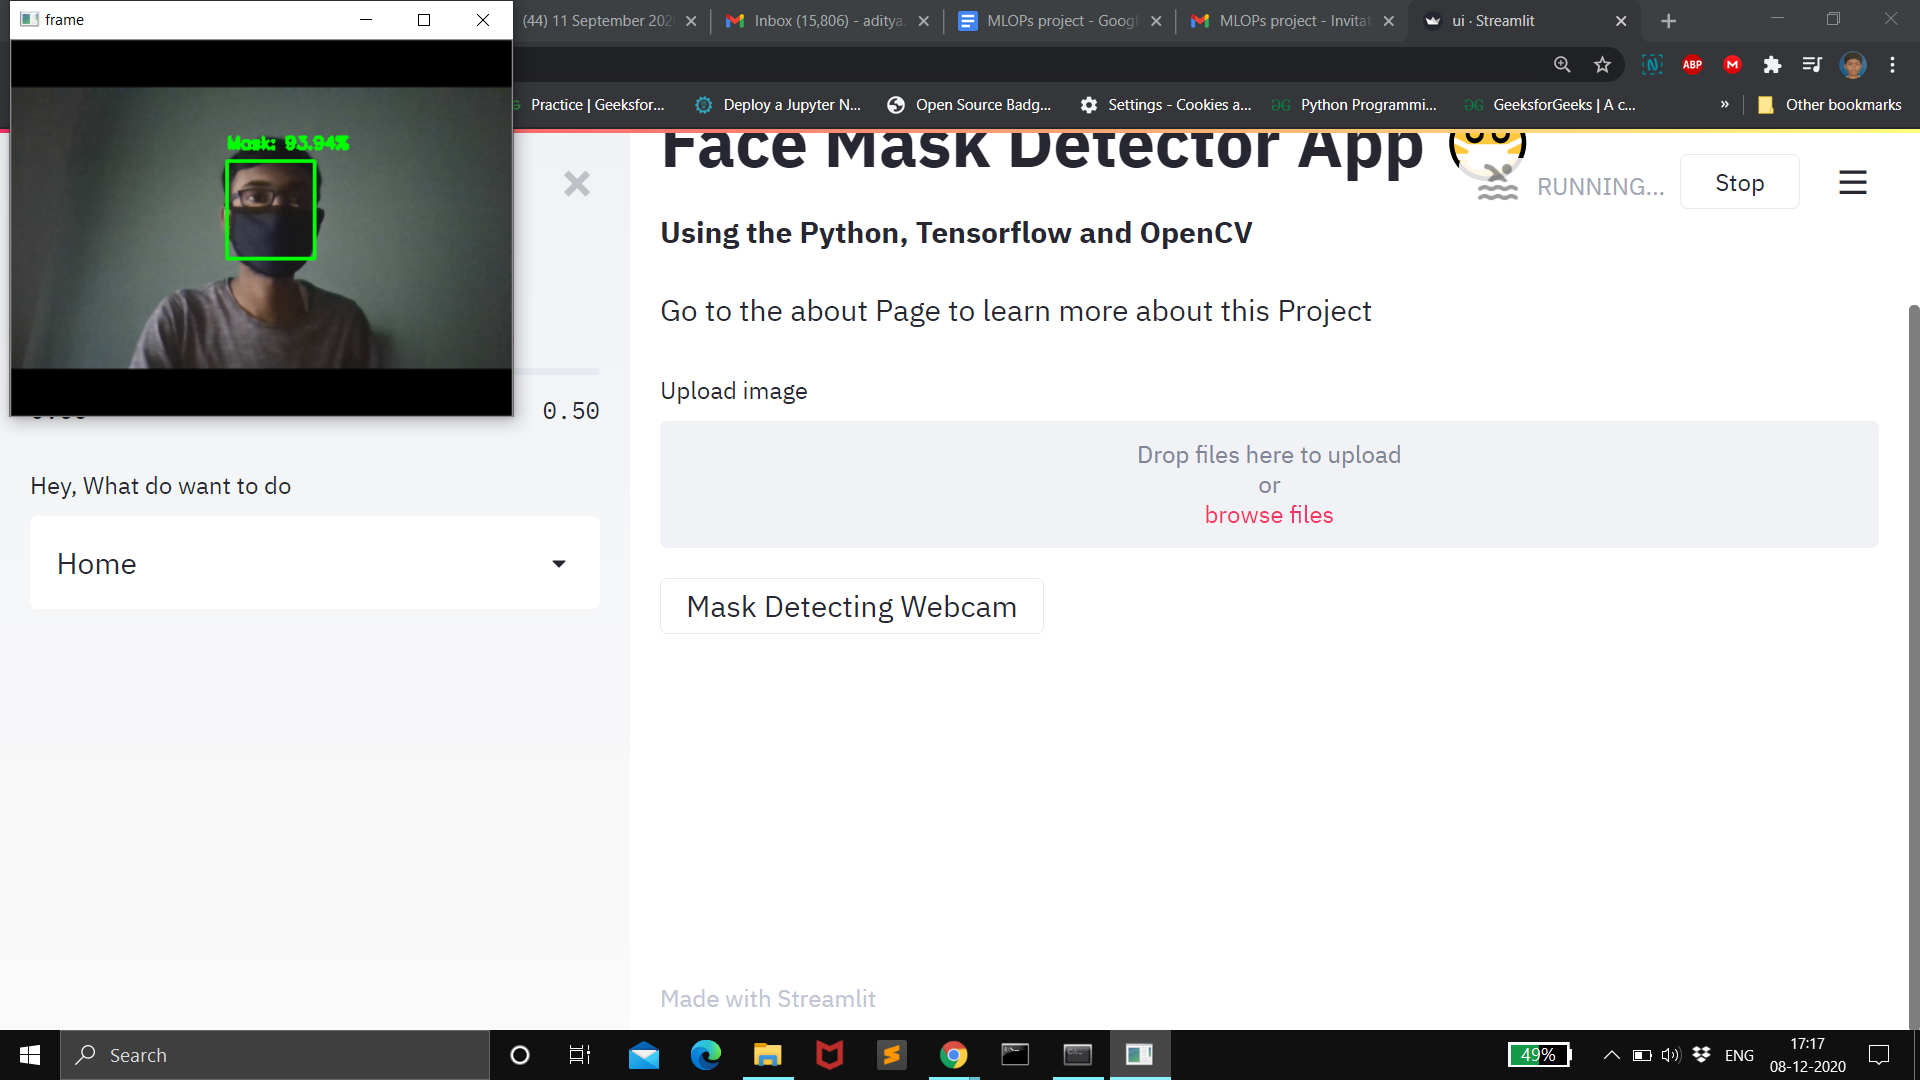 frame
(44) 11 September 202
Inbox (15,806) - aditya.
MLOPs project - Googl
MLOPs project - Invitat
ui · Streamlit
ABP
M
Practice | Geeksfor...
Deploy a Jupyter N...
Open Source Badg...
Settings - Cookies a...
Python Programmi...
GeeksforGeeks | A c...
»
Other bookmarks
Mask: 93.94%
Face Mask Detector App
RUNNING...
Stop
Using the Python, Tensorflow and OpenCV
Go to the about Page to learn more about this Project
Upload image
0.50
Drop files here to upload
or
browse files
Hey, What do want to do
Home
Mask Detecting Webcam
Made with Streamlit
Search
49%
ENG
17:17
08-12-2020